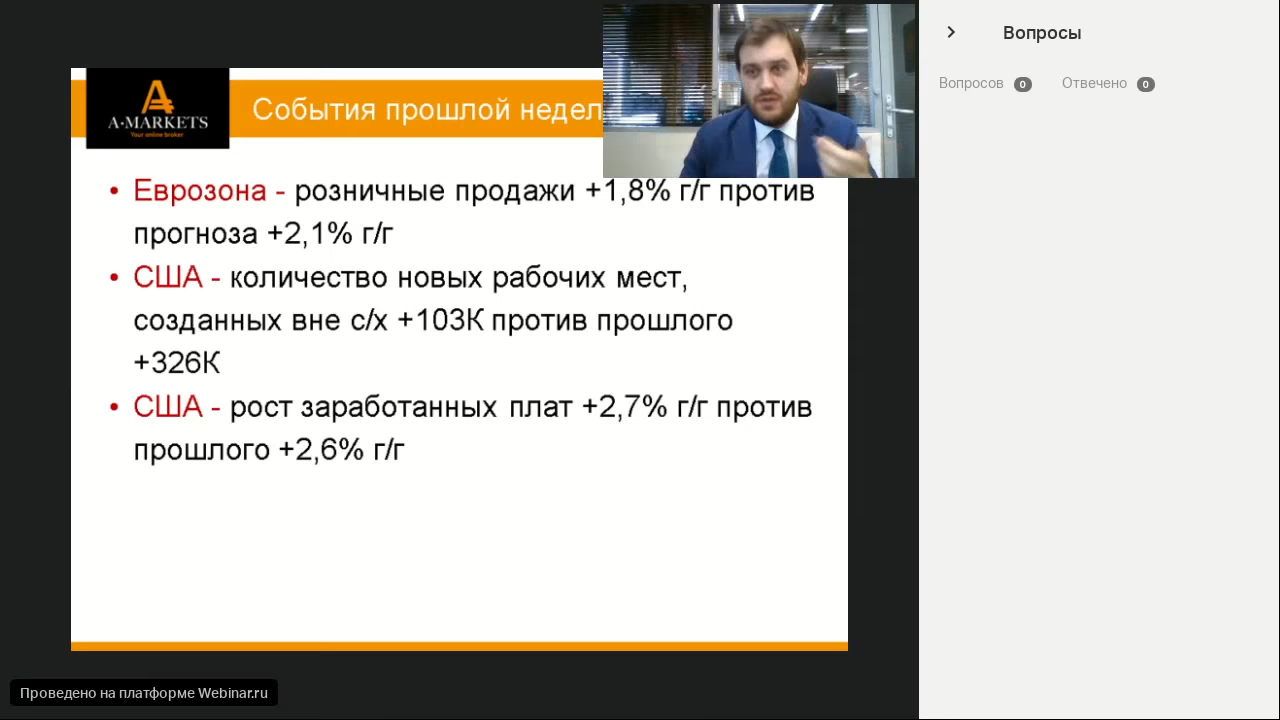 A-MARKETS
Your online broker
События прошлой недел
• Еврозона - розничные продажи +1,8% г/г против
прогноза +2,1% г/г
• США - количество новых рабочих мест,
созданных вне с/х +103К против прошлого
+326К
• США - рост заработанных плат +2,7% г/г против
прошлого +2,6% г/г
Вопросы
Вопросов 0 Отвечено 0
Проведено на платформе Webinar.ru